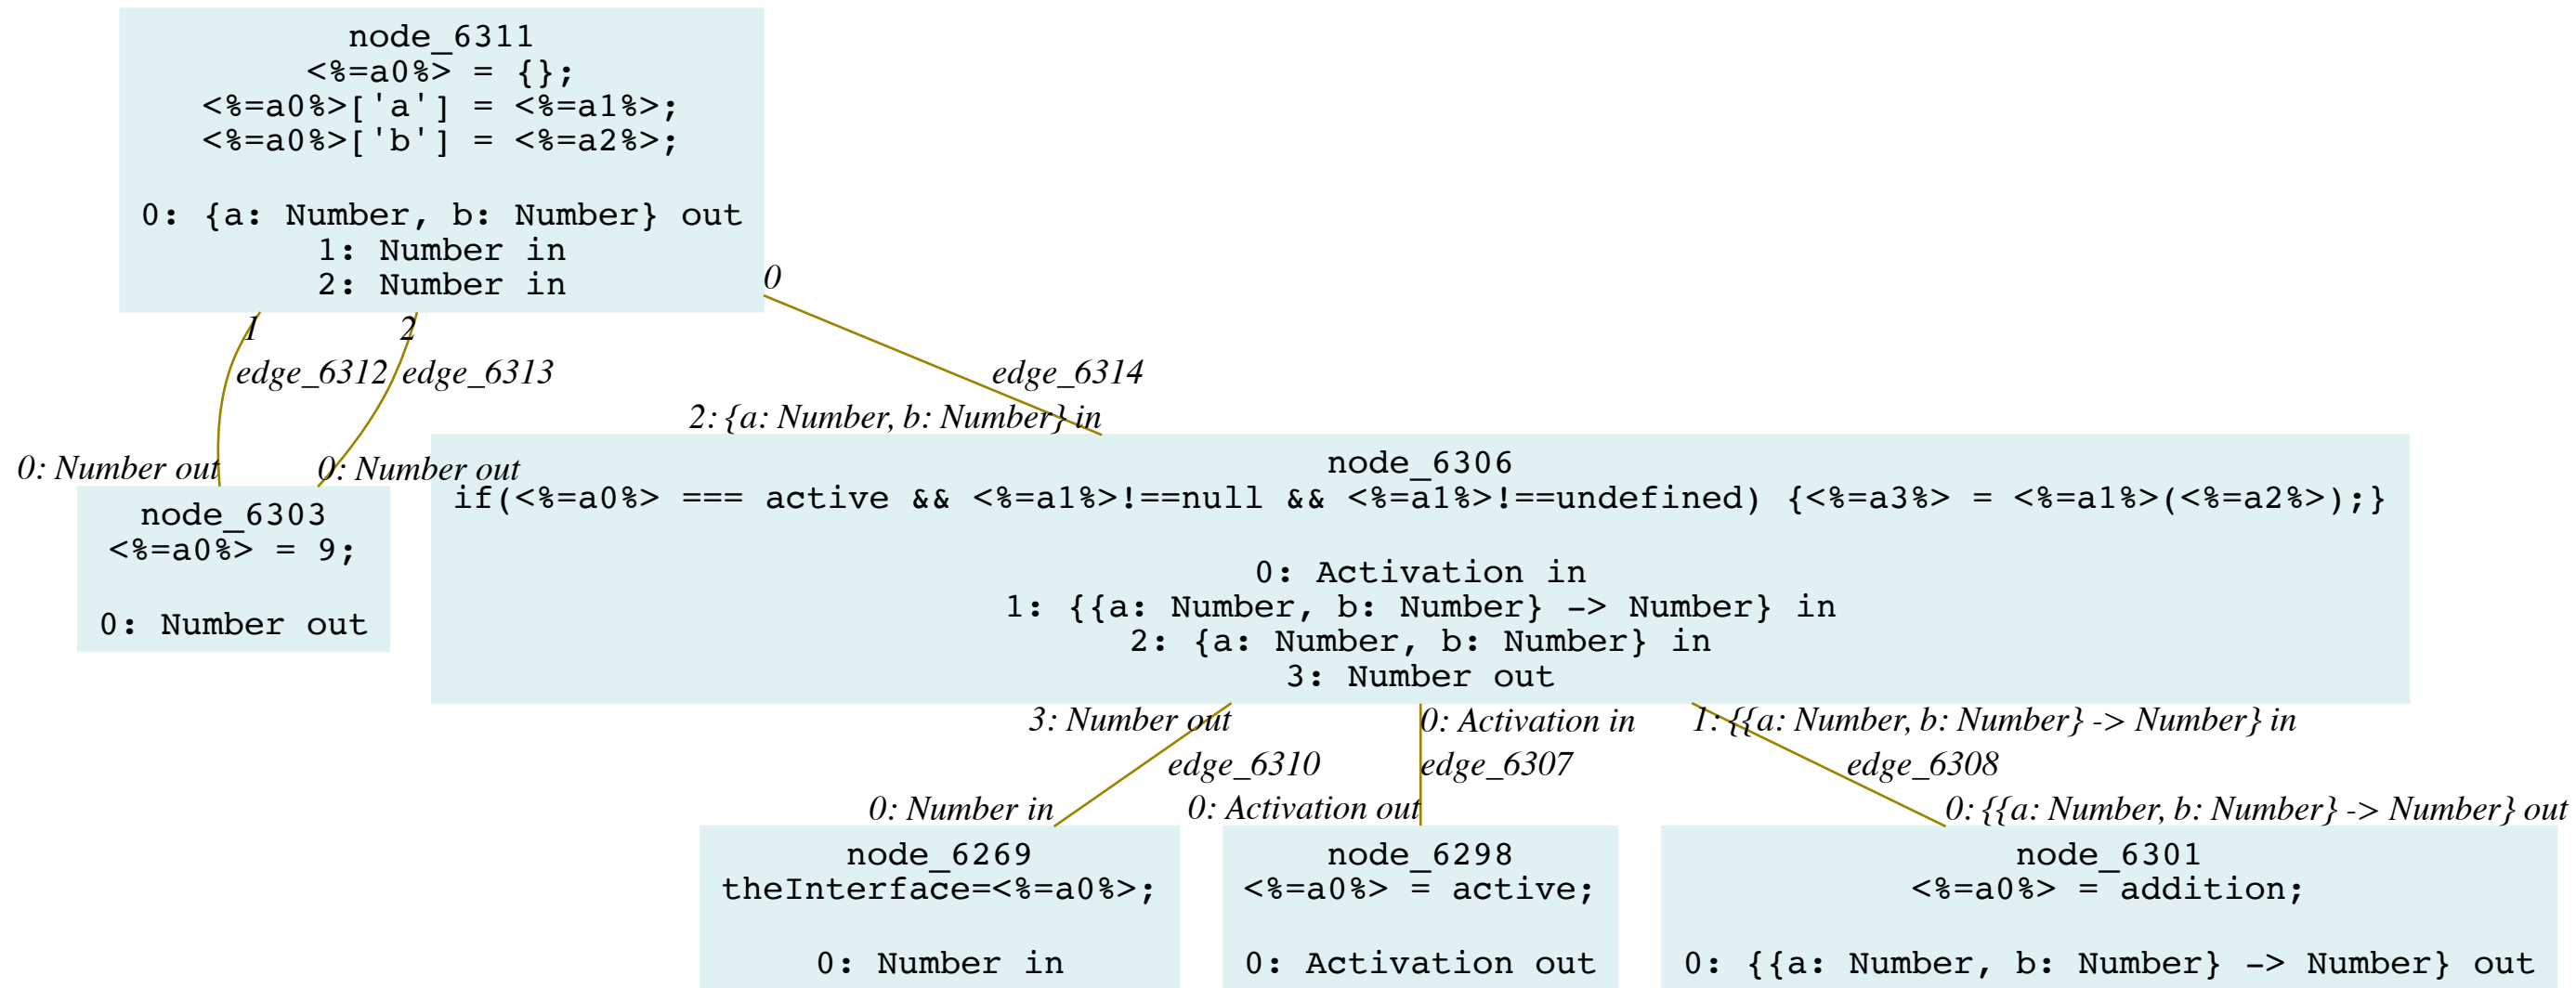 node_6311
<%=a0%> = {};
<%=a0%>['a'] = <%=a1%>;
<%=a0%>['b'] = <%=a2%>;
0: {a: Number, b: Number} out
1: Number in
2: Number in
0
1
2
edge_6312
edge_6313
edge_6314
2: {a: Number, b: Number} in
0: Number out
0: Number out
node_6303
<%=a0%> = 9;
0: Number out
node_6306
if(<%=a0%> === active && <%=a1%>!==null && <%=a1%>!==undefined) {<%=a3%> = <%=a1%>(<%=a2%>);}
0: Activation in
1: {{a: Number, b: Number} -> Number} in
2: {a: Number, b: Number} in
3: Number out
3: Number out
0: Activation in
1: {{a: Number, b: Number} -> Number} in
edge_6310
edge_6307
edge_6308
0: Number in
0: Activation out
0: {{a: Number, b: Number} -> Number} out
node_6269
theInterface=<%=a0%>;
0: Number in
node_6298
<%=a0%> = active;
0: Activation out
node_6301
<%=a0%> = addition;
0: {{a: Number, b: Number} -> Number} out